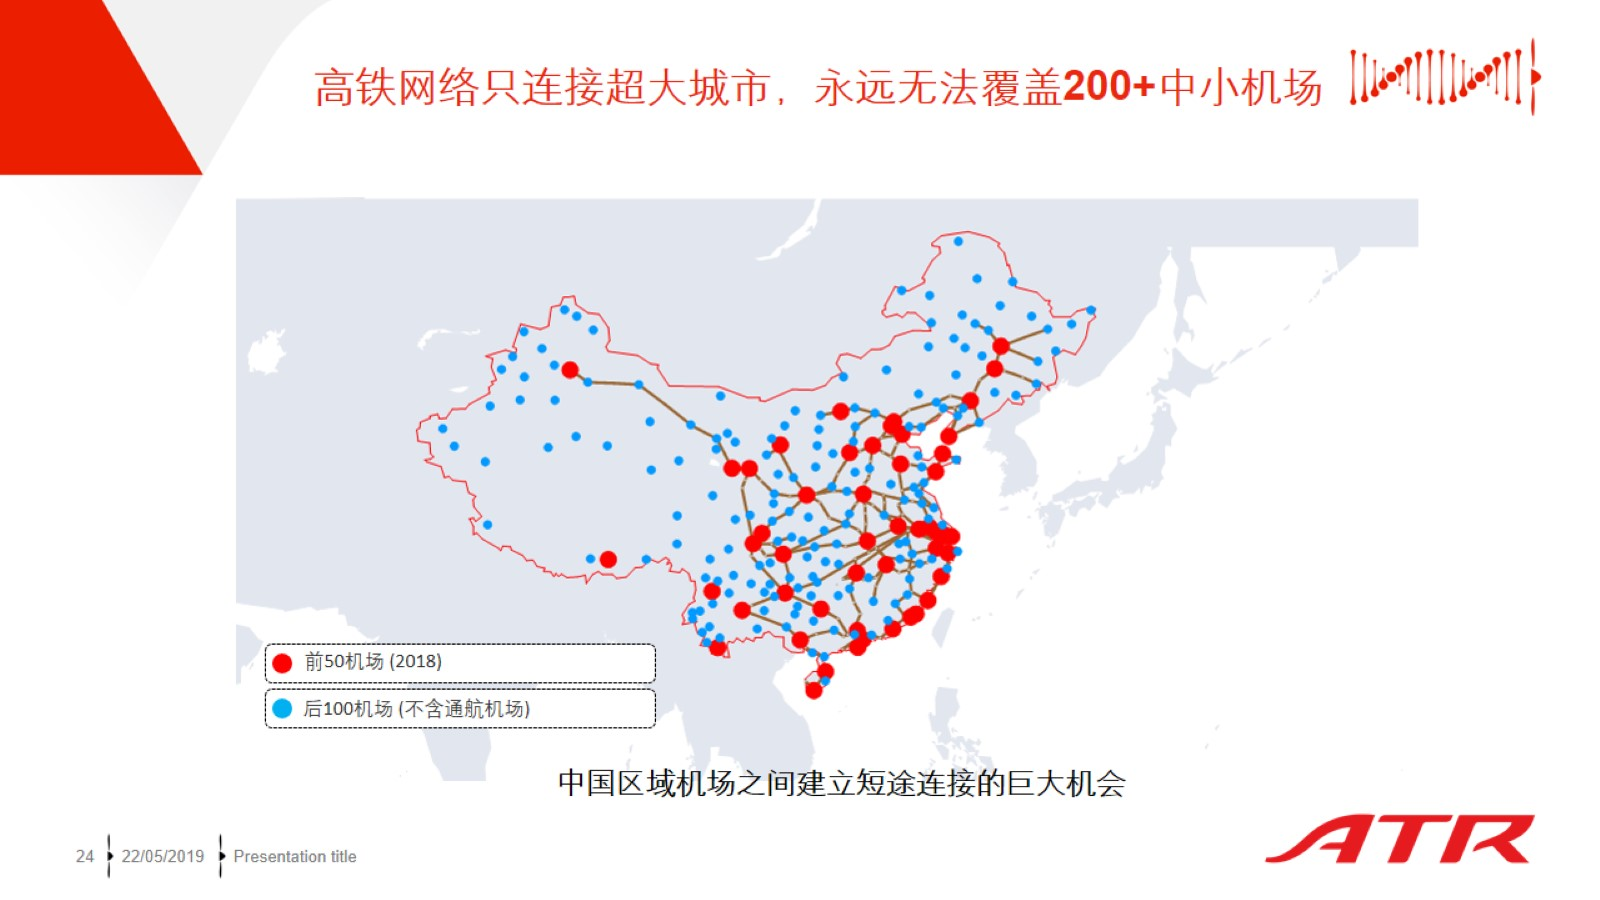 高铁网络只连接超大城市，永远无法覆盖200+中小机场
前50机场 (2018)
后100机场 (不含通航机场)
中国区域机场之间建立短途连接的巨大机会
24 22/05/2019 Presentation title
ATR